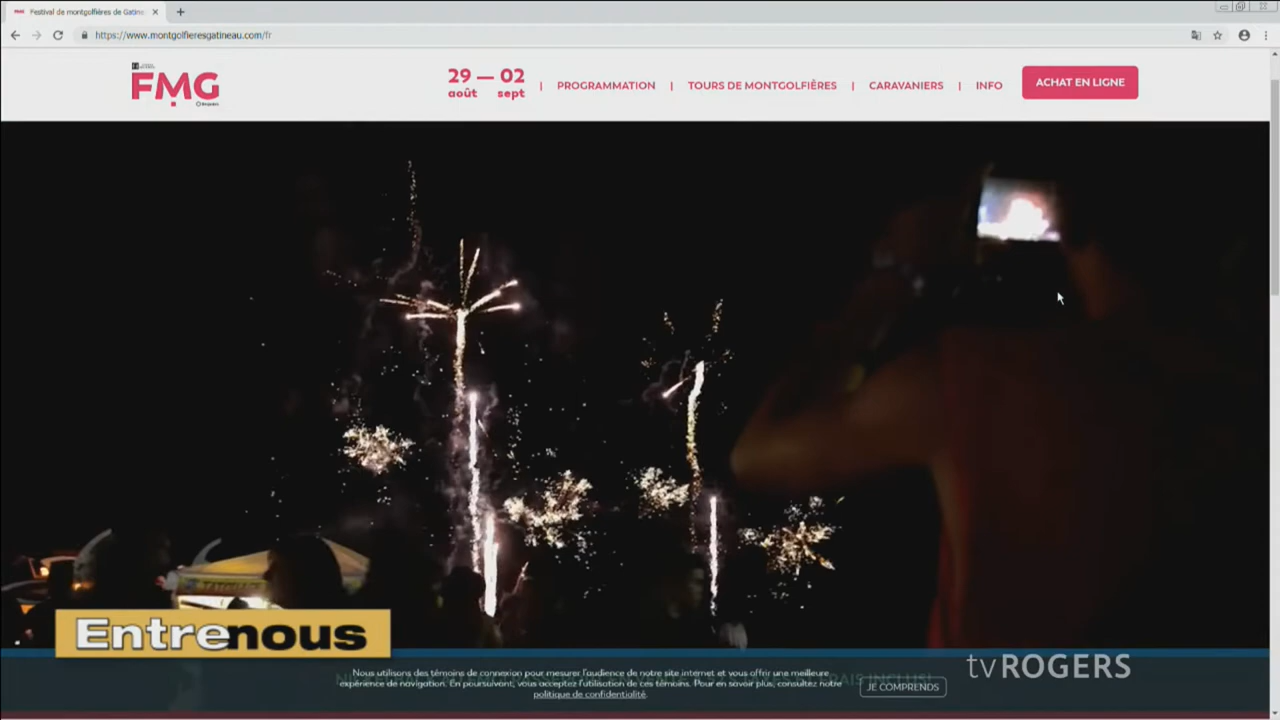 Festival de montgolfières de Gatine
https://www.montgolfieresgatineau.com/fr
FMG
29 — 02
août sept
PROGRAMMATION
TOURS DE MONTGOLFIÈRES
CARAVANIERS
INFO
ACHAT EN LIGNE
Entrenous
tvROGERS
Nous utilisons des témoins de connexion pour mesurer l'audience de notre site internet et vous offrir une meilleure
expérience de navigation. En poursuivant, vous acceptez l'utilisation de ces témoins. Pour en savoir plus, consultez notre
politique de confidentialité.
JE COMPRENDS